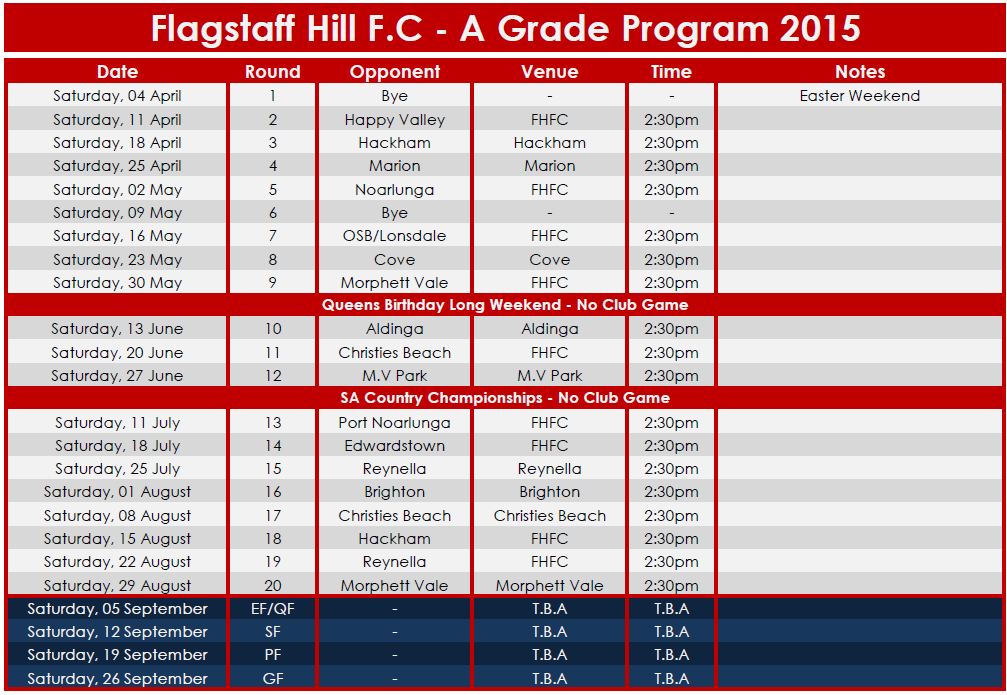 Flagstaff Hill F.C - A Grade Program 2015
Date Round Opponent Venue Time Notes
Saturday, 04 April 1 Bye - - Easter Weekend
Saturday, 11 April 2 Happy Valley FHFC 2:30pm
Saturday, 18 April 3 Hackham Hackham 2:30pm
Saturday, 25 April 4 Marion Marion 2:30pm
Saturday, 02 May 5 Noarlunga FHFC 2:30pm
Saturday, 09 May 6 Bye - -
Saturday, 16 May 7 OSB/Lonsdale FHFC 2:30pm
Saturday, 23 May 8 Cove Cove 2:30pm
Saturday, 30 May 9 Morphett Vale FHFC 2:30pm
Queens Birthday Long Weekend - No Club Game
Saturday, 13 June 10 Aldinga Aldinga 2:30pm
Saturday, 20 June 11 Christies Beach FHFC 2:30pm
Saturday, 27 June 12 M.V Park M.V Park 2:30pm
SA Country Championships - No Club Game
Saturday, 11 July 13 Port Noarlunga FHFC 2:30pm
Saturday, 18 July 14 Edwardstown FHFC 2:30pm
Saturday, 25 July 15 Reynella Reynella 2:30pm
Saturday, 01 August 16 Brighton Brighton 2:30pm
Saturday, 08 August 17 Christies Beach Christies Beach 2:30pm
Saturday, 15 August 18 Hackham FHFC 2:30pm
Saturday, 22 August 19 Reynella FHFC 2:30pm
Saturday, 29 August 20 Morphett Vale Morphett Vale 2:30pm
Saturday, 05 September EF/QF - T.B.A T.B.A
Saturday, 12 September SF - T.B.A T.B.A
Saturday, 19 September PF - T.B.A T.B.A
Saturday, 26 September GF - T.B.A T.B.A